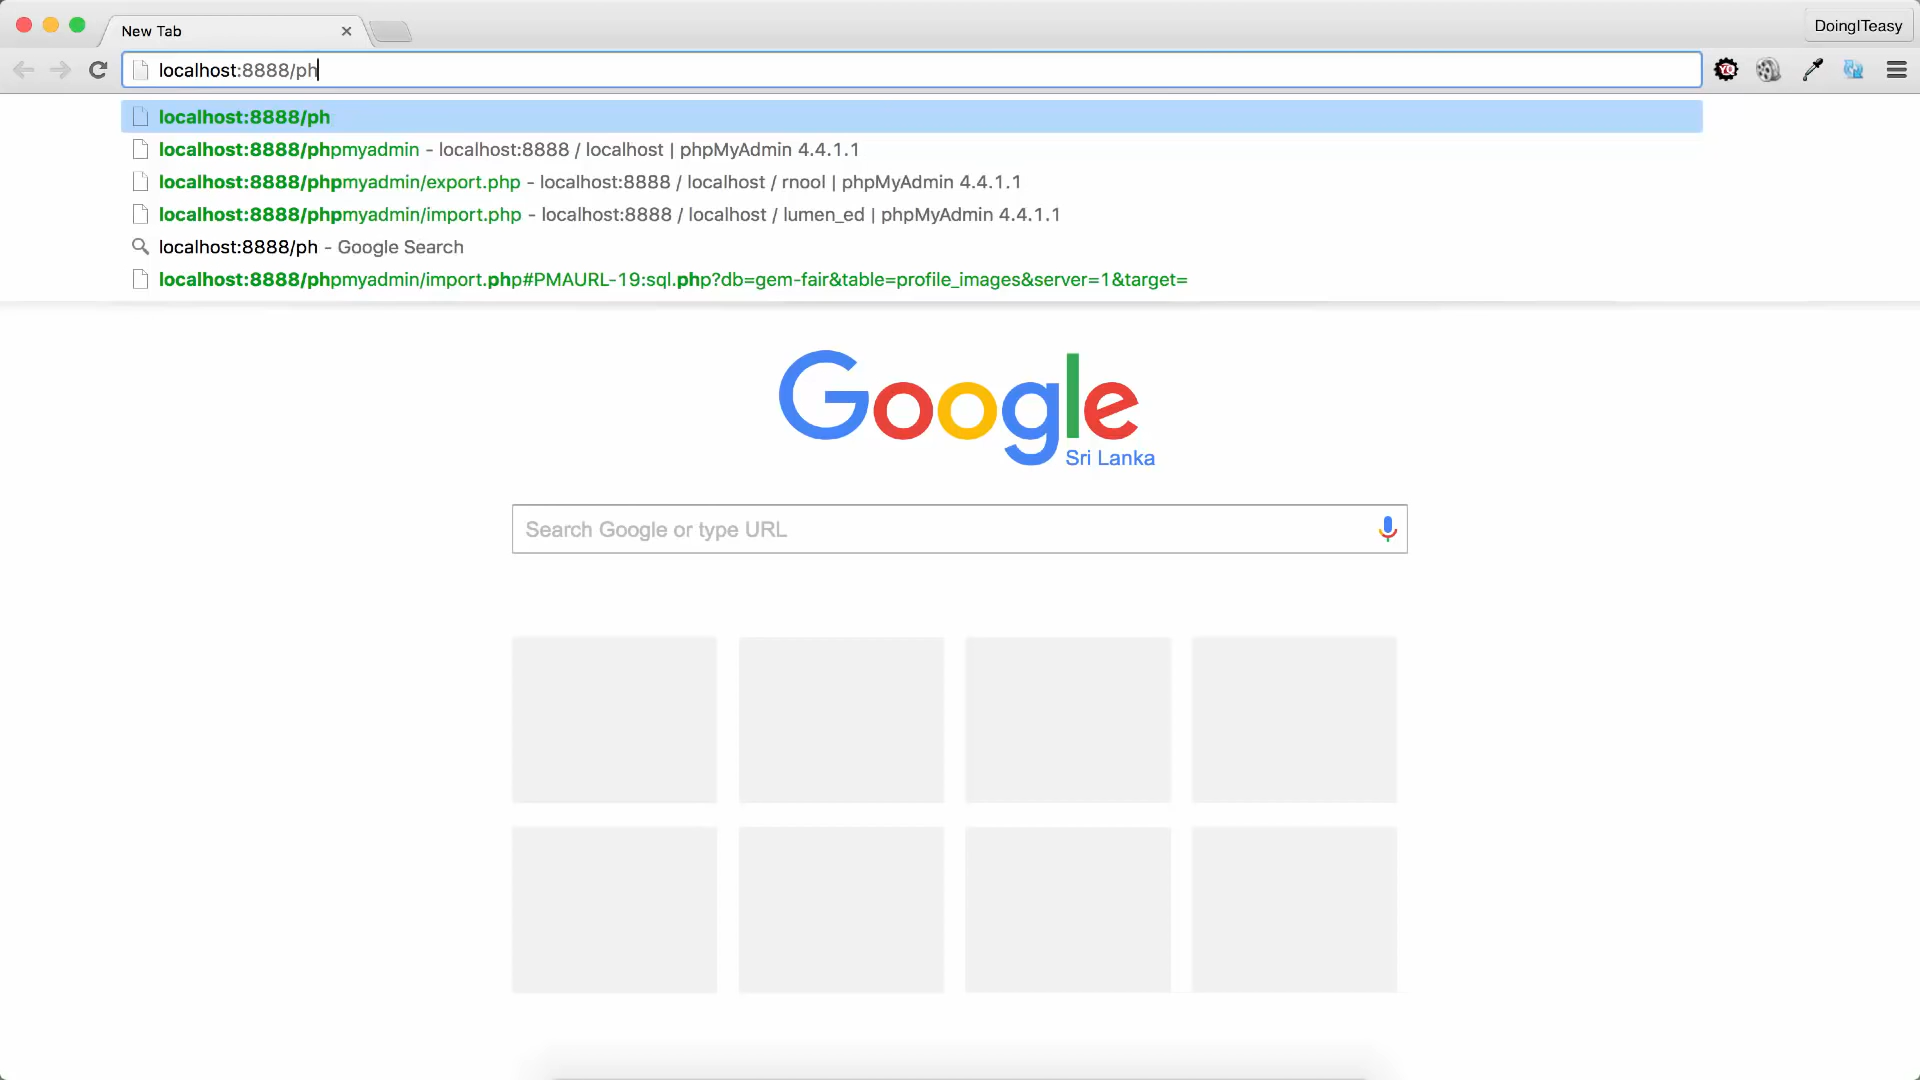 New Tab
DoingITeasy
localhost:8888/ph
localhost:8888/ph
localhost:8888/phpmyadmin - localhost:8888 / localhost | phpMyAdmin 4.4.1.1
localhost:8888/phpmyadmin/export.php - localhost:8888 / localhost / rnool | phpMyAdmin 4.4.1.1
localhost:8888/phpmyadmin/import.php - localhost:8888 / localhost / lumen_ed | phpMyAdmin 4.4.1.1
localhost:8888/ph - Google Search
localhost:8888/phpmyadmin/import.php#PMAURL-19:sql.php?db=gem-fair&table=profile_images&server=1&target=
Google
Sri Lanka
Search Google or type URL